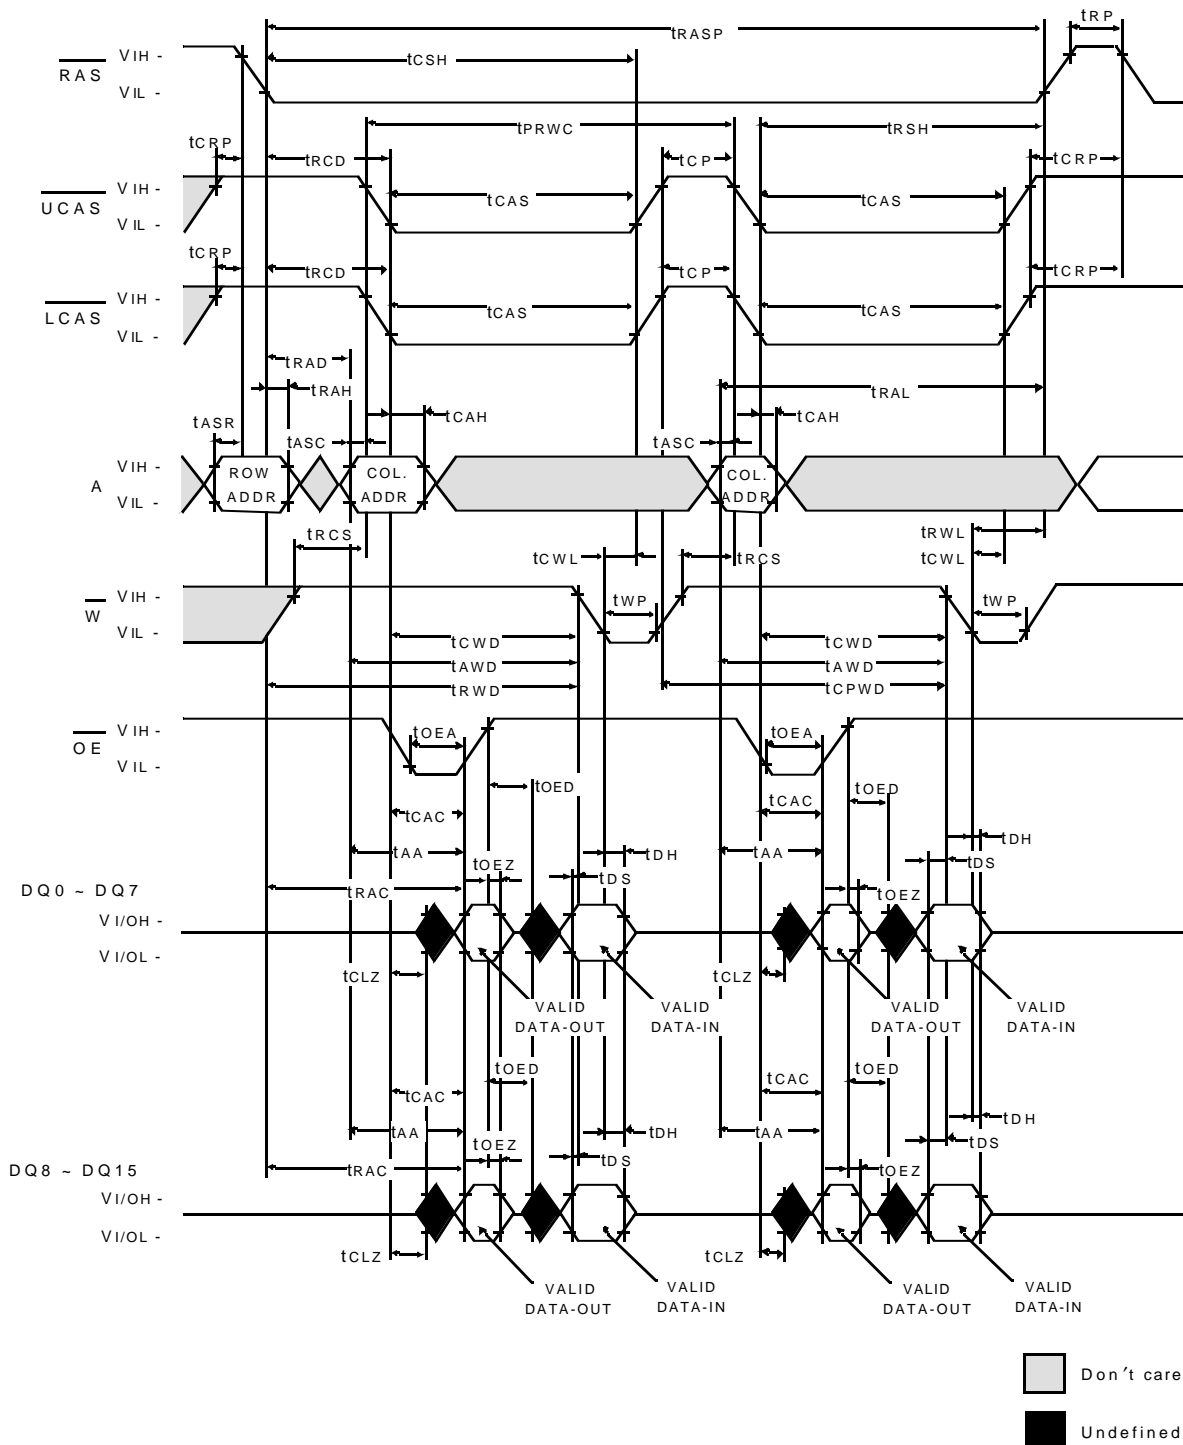 tRP
tRASP
VIH -
RAS
tCSH
VIL -
tCRP
tPRWC
tRSH
tRCD
tCP
tCRP
VIH -
UCAS
tCAS
tCAS
VIL -
tCRP
tRCD
tCP
tCRP
VIH -
LCAS
tCAS
tCAS
VIL -
tRAD
tRAH
tRAL
tASR
tCAH
tCAH
tASC
tASC
VIH -
A
ROW
ADDR
COL.
ADDR
COL.
ADDR
VIL -
tRCS
tRWL
tCWL
tRCS
tCWL
VIH -
W
tWP
tWP
VIL -
tCWD
tCWD
tAWD
tAWD
tRWD
tCPWD
VIH -
OE
tOEA
tOEA
VIL -
tOED
tOED
tCAC
tCAC
tDH
tAA
tDH
tAA
tOEZ
tDS
tDS
DQ0 ~ DQ7
tRAC
tOEZ
VI/OH -
VI/OL -
tCLZ
tCLZ
VALID
DATA-OUT
VALID
DATA-IN
VALID
DATA-OUT
VALID
DATA-IN
tOED
tOED
tCAC
tCAC
tDH
tAA
tDH
tAA
tOEZ
tDS
tDS
DQ8 ~ DQ15
tRAC
tOEZ
VI/OH -
VI/OL -
tCLZ
tCLZ
VALID
DATA-OUT
VALID
DATA-IN
VALID
DATA-OUT
VALID
DATA-IN
Don′t care
Undefined